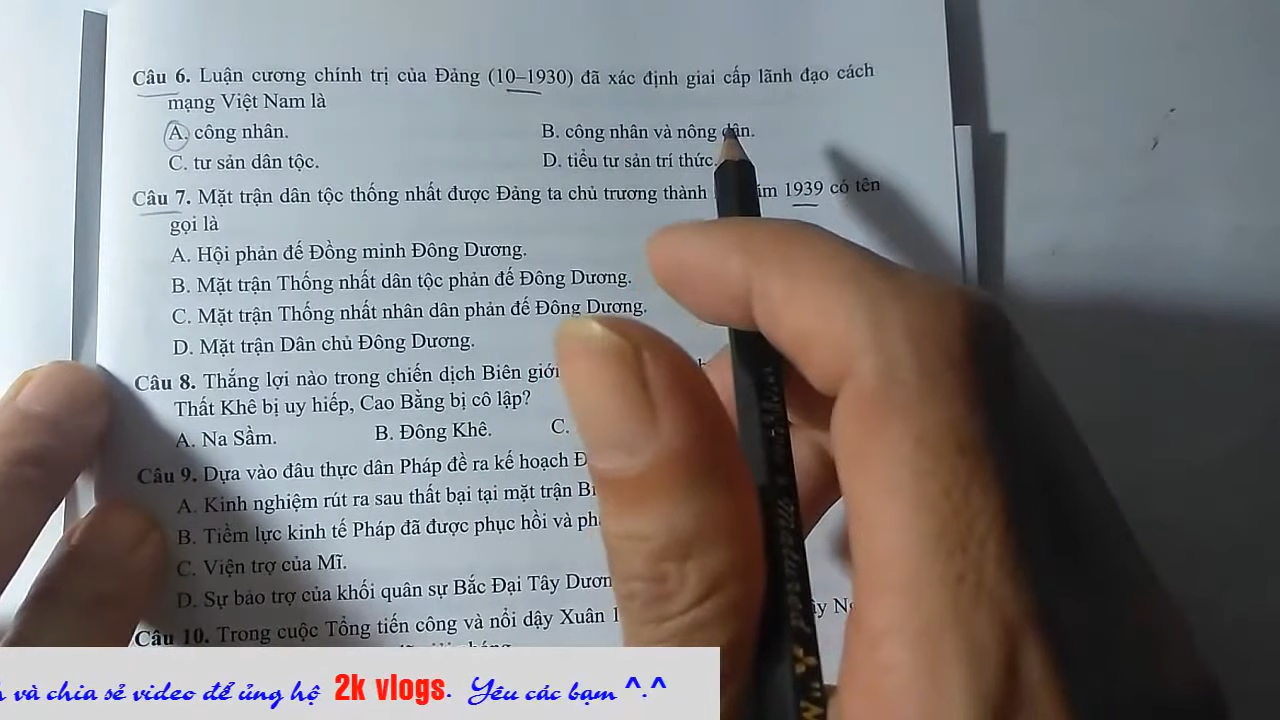 Câu 6. Luận cương chính trị của Đảng (10–1930) đã xác định giai cấp lãnh đạo cách
mạng Việt Nam là
A. công nhân. B. công nhân và nông dân.
C. tư sản dân tộc. D. tiểu tư sản trí thức.
Câu 7. Mặt trận dân tộc thống nhất được Đảng ta chủ trương thành 1939 có tên
gọi là
A. Hội phản đế Đồng minh Đông Dương.
B. Mặt trận Thống nhất dân tộc phản đế Đông Dương.
C. Mặt trận Thống nhất nhân dân phản đế Đông Dương.
D. Mặt trận Dân chủ Đông Dương.
Câu 8. Thắng lợi nào trong chiến dịch Biên giới
Thất Khê bị uy hiếp, Cao Bằng bị cô lập?
A. Na Sầm. B. Đông Khê. C.
Câu 9. Dựa vào đâu thực dân Pháp đề ra kế hoạch
A. Kinh nghiệm rút ra sau thất bại tại mặt trận
B. Tiềm lực kinh tế Pháp đã được phục hồi và
C. Viện trợ của Mĩ.
D. Sự bảo trợ của khối quân sự Bắc Đại Tây
Câu 10. Trong cuộc Tổng tiến công và nổi dậy Xuân
và chia sẻ video để ủng hộ 2k vlogs. Yêu các bạm ^.^